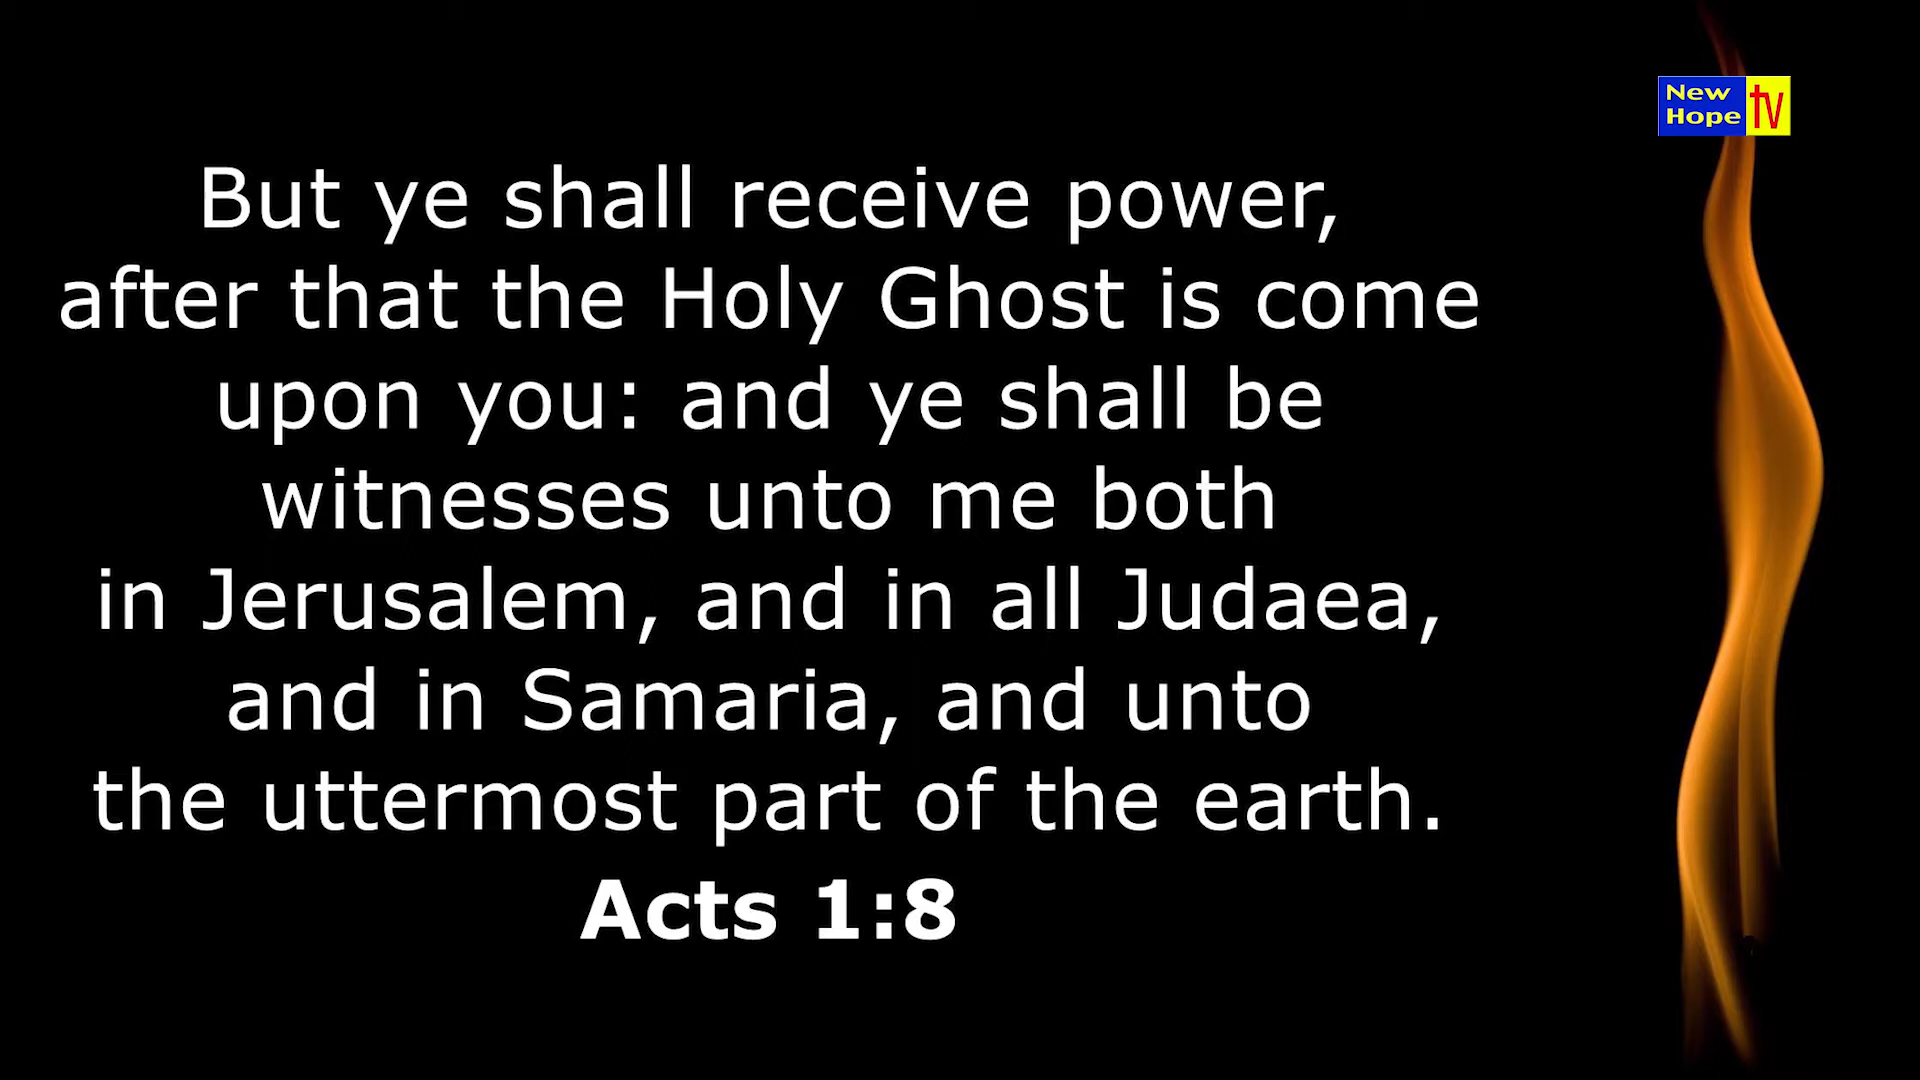 New
Hope
tv
But ye shall receive power,
after that the Holy Ghost is come
upon you: and ye shall be
witnesses unto me both
in Jerusalem, and in all Judaea,
and in Samaria, and unto
the uttermost part of the earth.
Acts 1:8